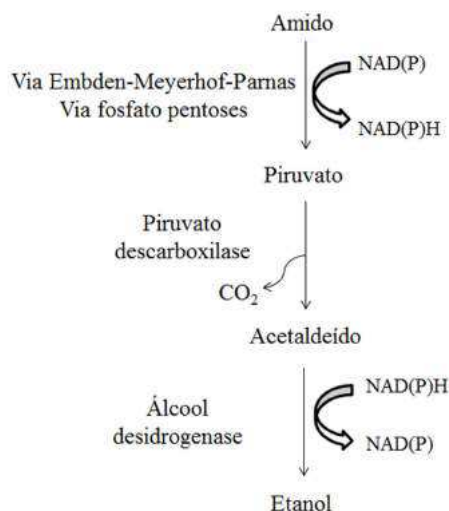 Amido
Via Embden-Meyerhof-Parnas
Via fosfato pentoses
NAD(P)
NAD(P)H
Piruvato
Piruvato
descarboxilase
CO₂
Acetaldeído
Álcool
desidrogenase
NAD(P)H
NAD(P)
Etanol